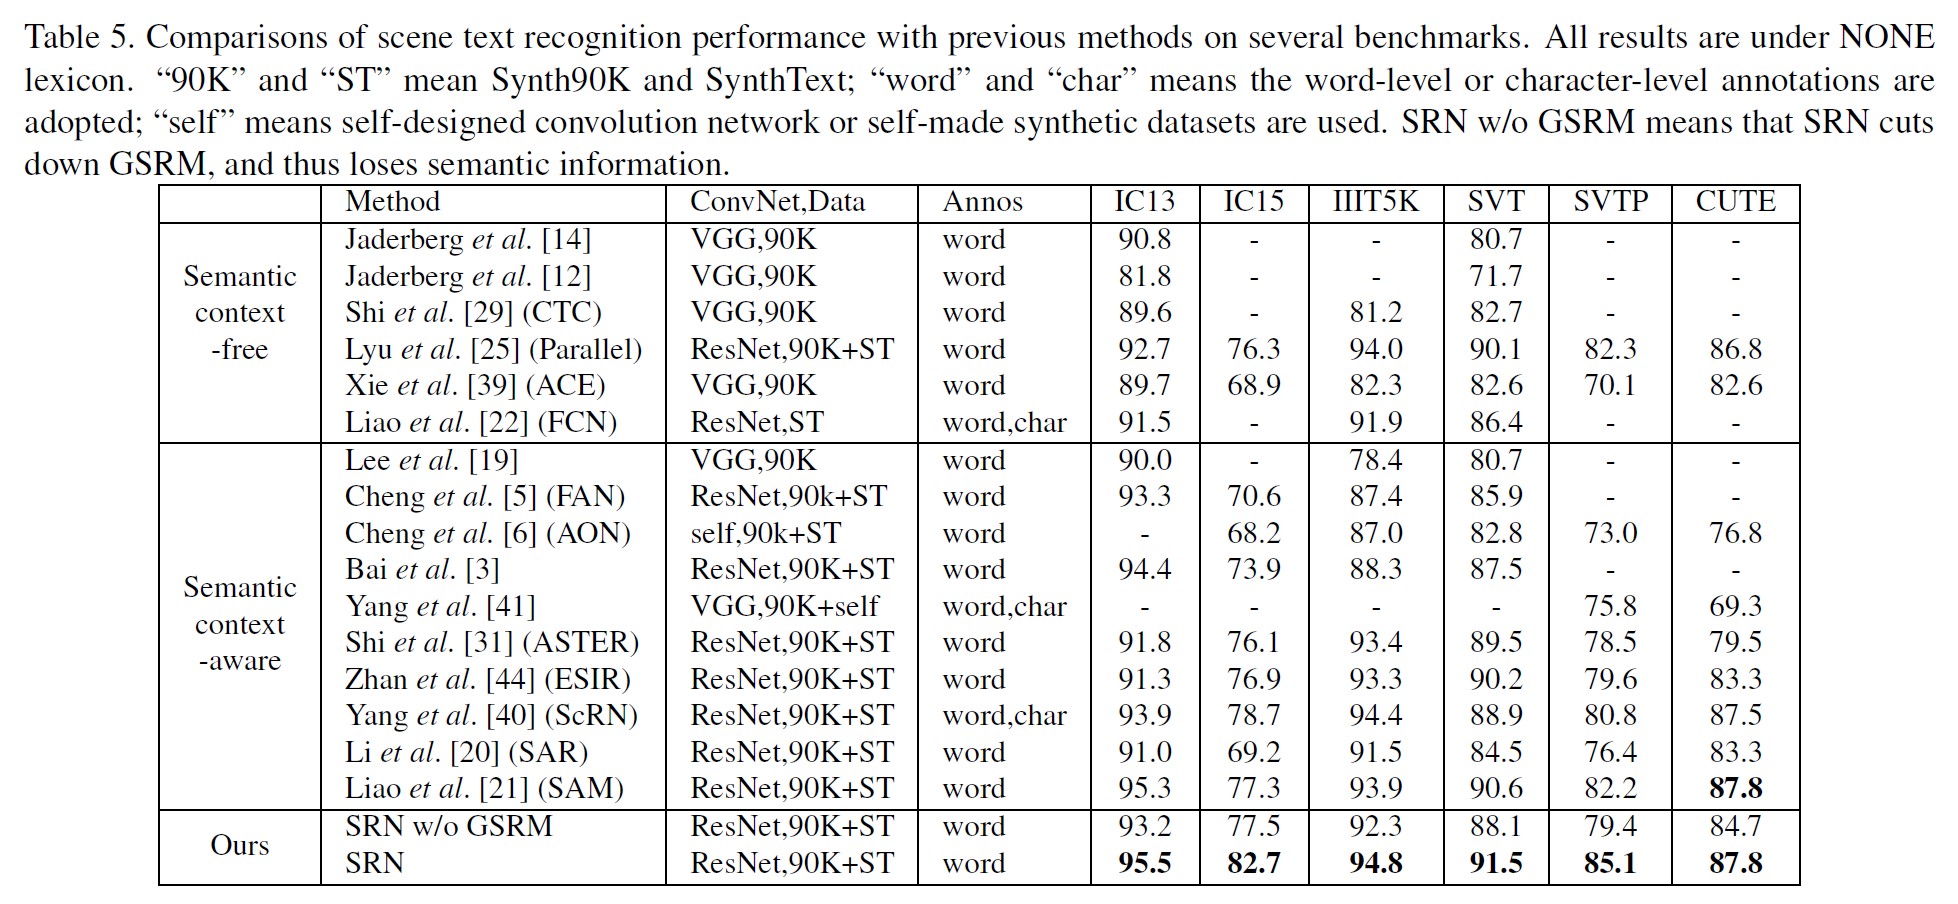 Table 5. Comparisons of scene text recognition performance with previous methods on several benchmarks. All results are under NONE
lexicon. “90K” and “ST” mean Synth90K and SynthText; “word” and “char” means the word-level or character-level annotations are
adopted; “self” means self-designed convolution network or self-made synthetic datasets are used. SRN w/o GSRM means that SRN cuts
down GSRM, and thus loses semantic information.
Method ConvNet,Data Annos IC13 IC15 IIIT5K SVT SVTP CUTE
Semantic
context
-free
Jaderberg et al. [14] VGG,90K word 90.8 - - 80.7 - -
Jaderberg et al. [12] VGG,90K word 81.8 - - 71.7 - -
Shi et al. [29] (CTC) VGG,90K word 89.6 - 81.2 82.7 - -
Lyu et al. [25] (Parallel) ResNet,90K+ST word 92.7 76.3 94.0 90.1 82.3 86.8
Xie et al. [39] (ACE) VGG,90K word 89.7 68.9 82.3 82.6 70.1 82.6
Liao et al. [22] (FCN) ResNet,ST word,char 91.5 - 91.9 86.4 - -
Semantic
context
-aware
Lee et al. [19] VGG,90K word 90.0 - 78.4 80.7 - -
Cheng et al. [5] (FAN) ResNet,90k+ST word 93.3 70.6 87.4 85.9 - -
Cheng et al. [6] (AON) self,90k+ST word - 68.2 87.0 82.8 73.0 76.8
Bai et al. [3] ResNet,90K+ST word 94.4 73.9 88.3 87.5 - -
Yang et al. [41] VGG,90K+self word,char - - - - 75.8 69.3
Shi et al. [31] (ASTER) ResNet,90K+ST word 91.8 76.1 93.4 89.5 78.5 79.5
Zhan et al. [44] (ESIR) ResNet,90K+ST word 91.3 76.9 93.3 90.2 79.6 83.3
Yang et al. [40] (ScRN) ResNet,90K+ST word,char 93.9 78.7 94.4 88.9 80.8 87.5
Li et al. [20] (SAR) ResNet,90K+ST word 91.0 69.2 91.5 84.5 76.4 83.3
Liao et al. [21] (SAM) ResNet,90K+ST word 95.3 77.3 93.9 90.6 82.2 87.8
Ours
SRN w/o GSRM ResNet,90K+ST word 93.2 77.5 92.3 88.1 79.4 84.7
SRN ResNet,90K+ST word 95.5 82.7 94.8 91.5 85.1 87.8